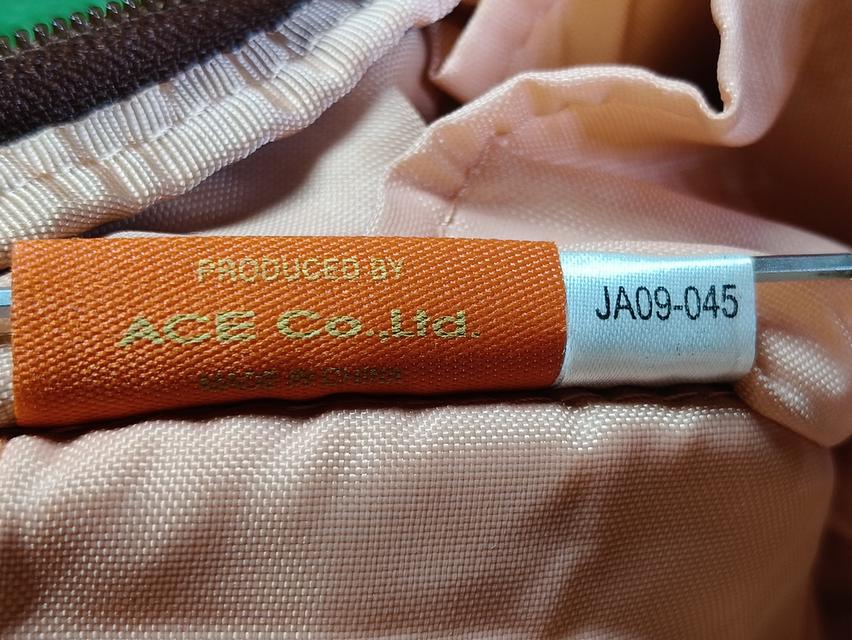 PRODUCED BY
ACE Co.,Ltd.
MADE IN CHINA
JA09-045